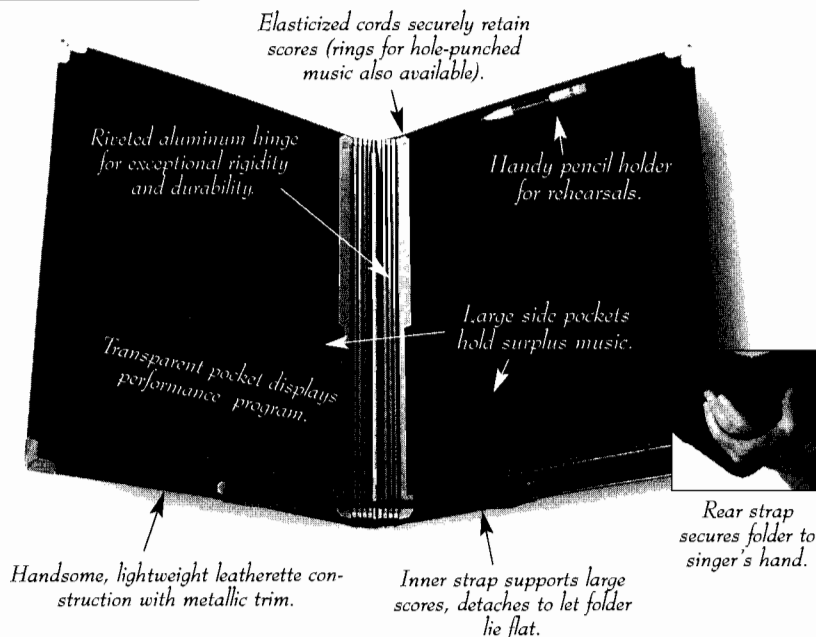 Elasticized cords securely retain
scores (rings for hole-punched
music also available).
Riveted aluminum hinge
for exceptional rigidity
and durability.
Handy pencil holder
for rehearsals.
Large side pockets
hold surplus music.
Transparent pocket displays
performance program.
Rear strap
secures folder to
singer's hand.
Handsome, lightweight leatherette con-
struction with metallic trim.
Inner strap supports large
scores, detaches to let folder
lie flat.